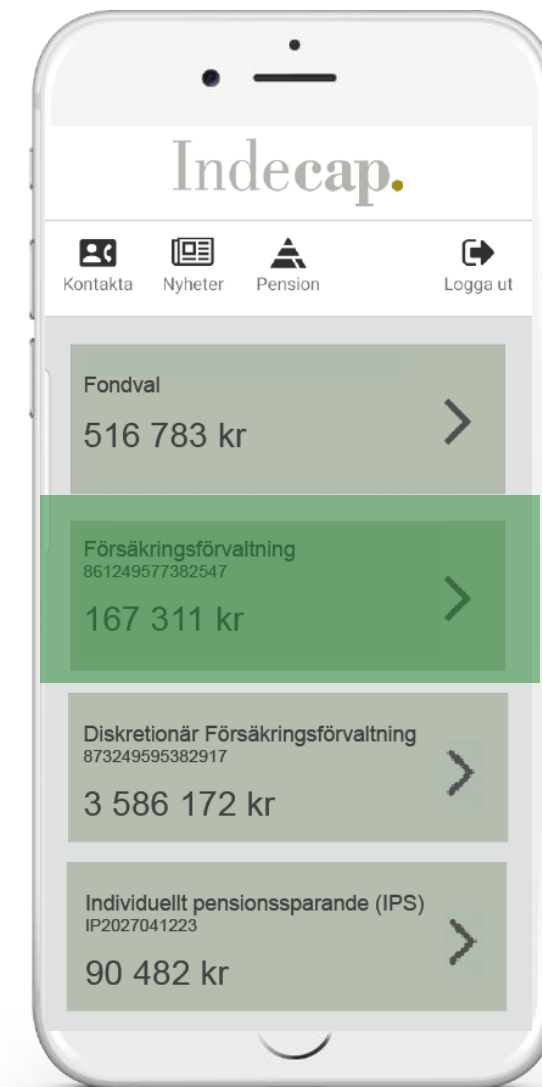 Indecap.
Kontakta Nyheter Pension Logga ut
Fondval
516 783 kr
Försäkringsförvaltning
861249577382547
167 311 kr
Diskretionär Försäkringsförvaltning
873249595382917
3 586 172 kr
Individuellt pensionssparande (IPS)
IP2027041223
90 482 kr